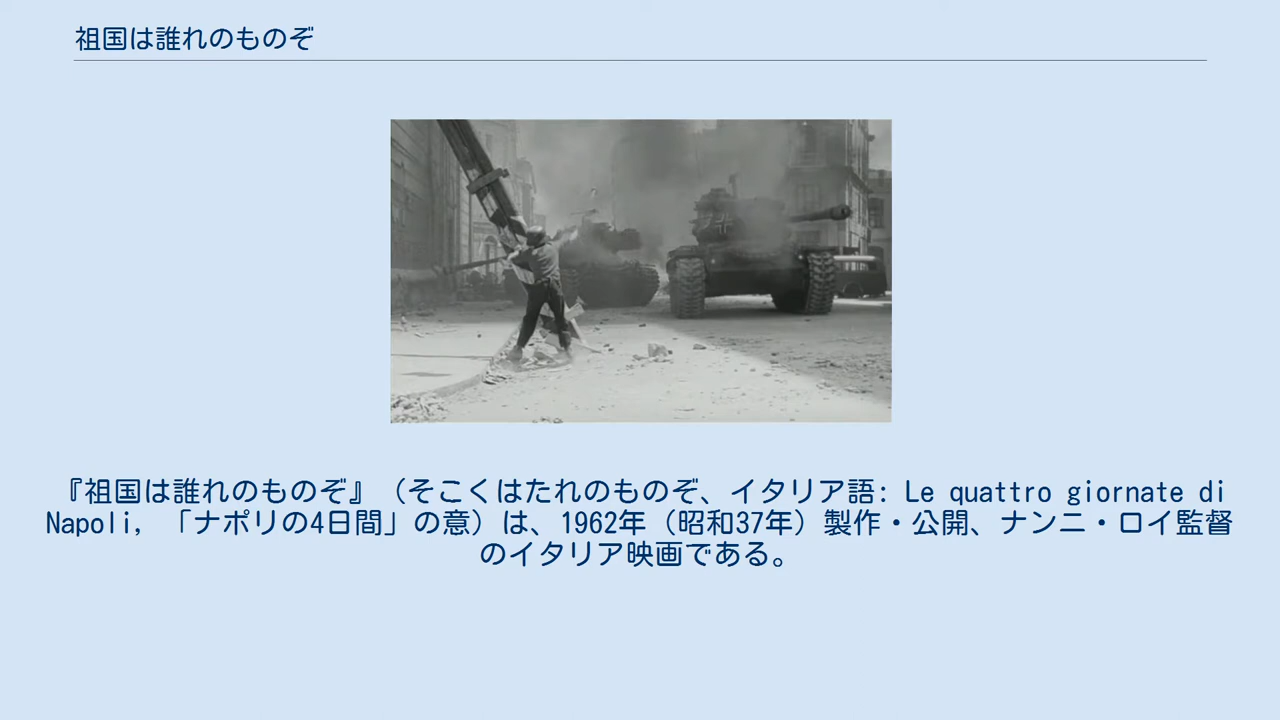 祖国は誰れのものぞ
『祖国は誰れのものぞ』（そこくはたれのものぞ、イタリア語: Le quattro giornate di
Napoli, 「ナポリの4日間」の意）は、1962年（昭和37年）製作・公開、ナンニ・ロイ監督
のイタリア映画である。